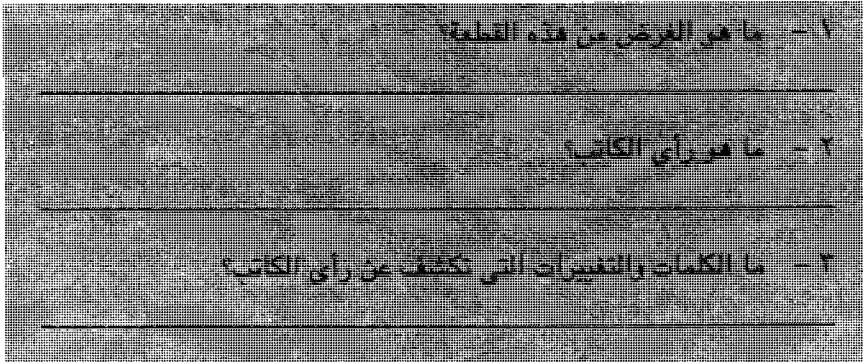 ١ - ما هو الغرض من هذه القطعة؟
٢ - ما هو رأي الكاتب؟
٣ - ما الكلمات والتعبيرات التي تكشف عن رأي الكاتب؟